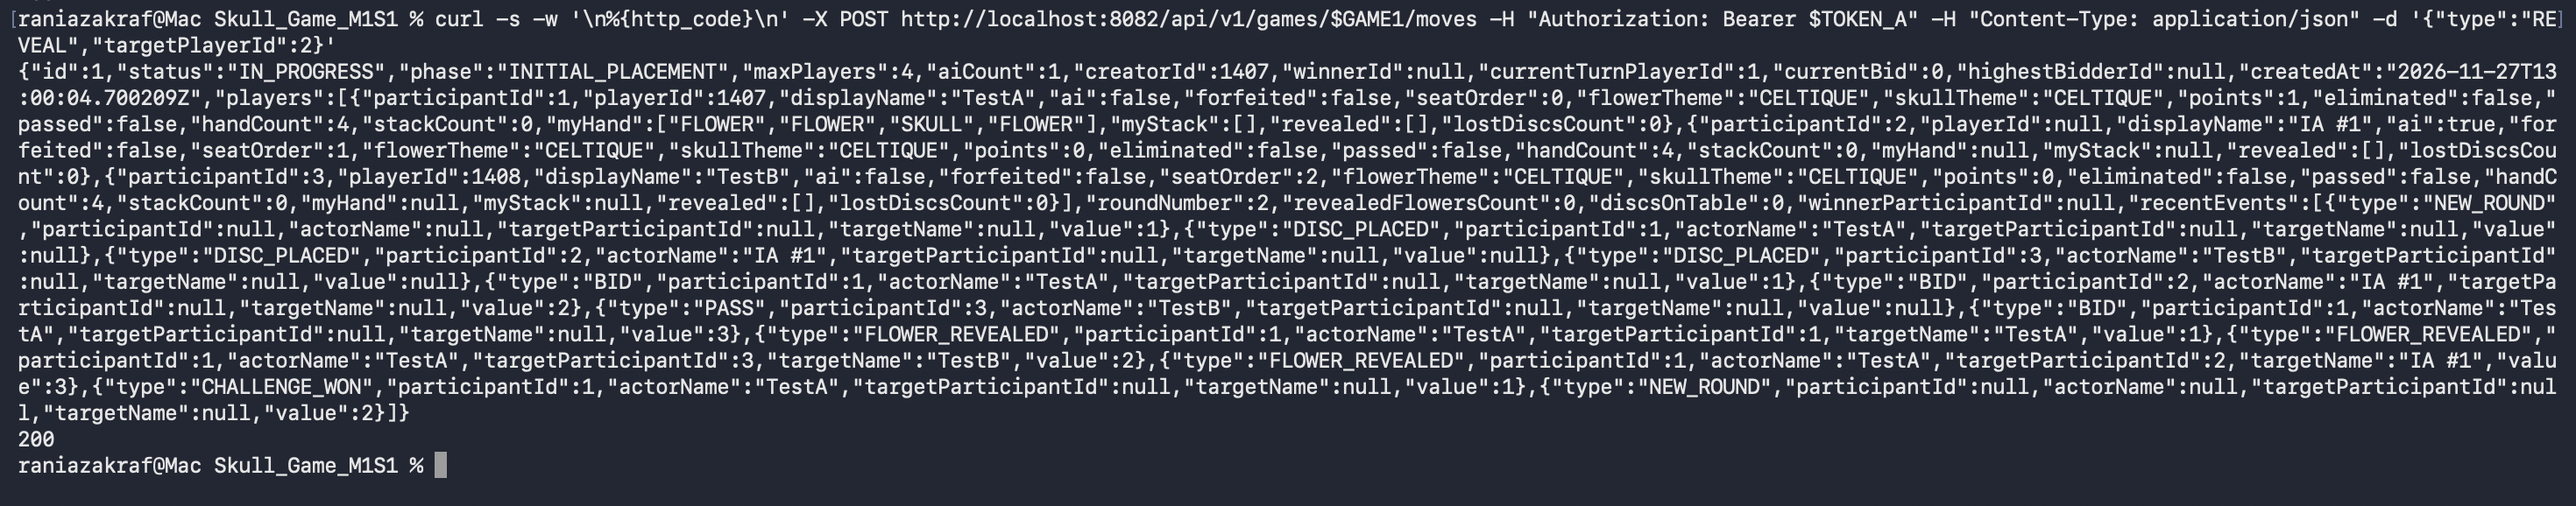 [raniazakraf@Mac Skull_Game_M1S1 % curl -s -w '\n%{http_code}\n' -X POST http://localhost:8082/api/v1/games/$GAME1/moves -H "Authorization: Bearer $TOKEN_A" -H "Content-Type: application/json" -d '{"type":"RE]
VEAL","targetPlayerId":2}'
{"id":1,"status":"IN_PROGRESS","phase":"INITIAL_PLACEMENT","maxPlayers":4,"aiCount":1,"creatorId":1407,"winnerId":null,"currentTurnPlayerId":1,"currentBid":0,"highestBidderId":null,"createdAt":"2026-11-27T13
:00:04.700209Z","players":[{"participantId":1,"playerId":1407,"displayName":"TestA","ai":false,"forfeited":false,"seatOrder":0,"flowerTheme":"CELTIQUE","skullTheme":"CELTIQUE","points":1,"eliminated":false,"
passed":false,"handCount":4,"stackCount":0,"myHand":["FLOWER","FLOWER","SKULL","FLOWER"],"myStack":[],"revealed":[],"lostDiscsCount":0},{"participantId":2,"playerId":null,"displayName":"IA #1","ai":true,"for
feited":false,"seatOrder":1,"flowerTheme":"CELTIQUE","skullTheme":"CELTIQUE","points":0,"eliminated":false,"passed":false,"handCount":4,"stackCount":0,"myHand":null,"myStack":null,"revealed":[],"lostDiscsCou
nt":0},{"participantId":3,"playerId":1408,"displayName":"TestB","ai":false,"forfeited":false,"seatOrder":2,"flowerTheme":"CELTIQUE","skullTheme":"CELTIQUE","points":0,"eliminated":false,"passed":false,"handC
ount":4,"stackCount":0,"myHand":null,"myStack":null,"revealed":[],"lostDiscsCount":0}],"roundNumber":2,"revealedFlowersCount":0,"discsOnTable":0,"winnerParticipantId":null,"recentEvents":[{"type":"NEW_ROUND"
,"participantId":null,"actorName":null,"targetParticipantId":null,"targetName":null,"value":1},{"type":"DISC_PLACED","participantId":1,"actorName":"TestA","targetParticipantId":null,"targetName":null,"value"
:null},{"type":"DISC_PLACED","participantId":2,"actorName":"IA #1","targetParticipantId":null,"targetName":null,"value":null},{"type":"DISC_PLACED","participantId":3,"actorName":"TestB","targetParticipantId"
:null,"targetName":null,"value":null},{"type":"BID","participantId":1,"actorName":"TestA","targetParticipantId":null,"targetName":null,"value":1},{"type":"BID","participantId":2,"actorName":"IA #1","targetPa
rticipantId":null,"targetName":null,"value":2},{"type":"PASS","participantId":3,"actorName":"TestB","targetParticipantId":null,"targetName":null,"value":null},{"type":"BID","participantId":1,"actorName":"Tes
tA","targetParticipantId":null,"targetName":null,"value":3},{"type":"FLOWER_REVEALED","participantId":1,"actorName":"TestA","targetParticipantId":1,"targetName":"TestA","value":1},{"type":"FLOWER_REVEALED","
participantId":1,"actorName":"TestA","targetParticipantId":3,"targetName":"TestB","value":2},{"type":"FLOWER_REVEALED","participantId":1,"actorName":"TestA","targetParticipantId":2,"targetName":"IA #1","valu
e":3},{"type":"CHALLENGE_WON","participantId":1,"actorName":"TestA","targetParticipantId":null,"targetName":null,"value":1},{"type":"NEW_ROUND","participantId":null,"actorName":null,"targetParticipantId":nul
l,"targetName":null,"value":2}]}
200
raniazakraf@Mac Skull_Game_M1S1 %